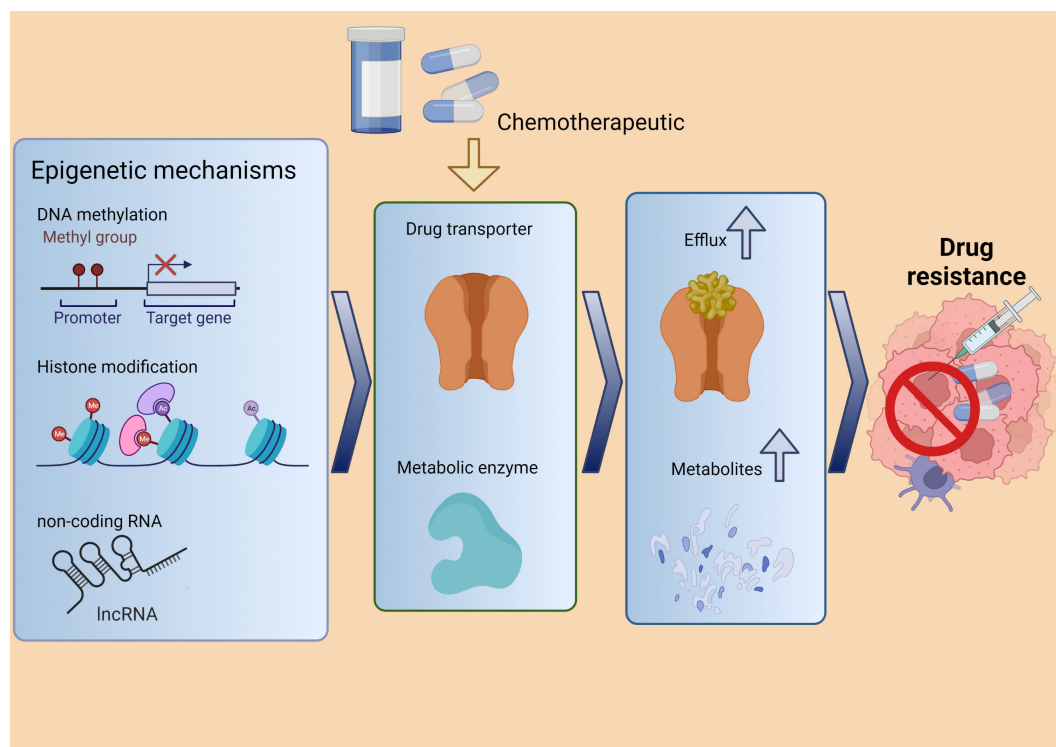 Chemotherapeutic
Epigenetic mechanisms
DNA methylation
Methyl group
Promoter
Target gene
Histone modification
Me
Me
Ac
Me
Ac
non-coding RNA
lncRNA
Drug transporter
Metabolic enzyme
Efflux
Metabolites
Drug
resistance